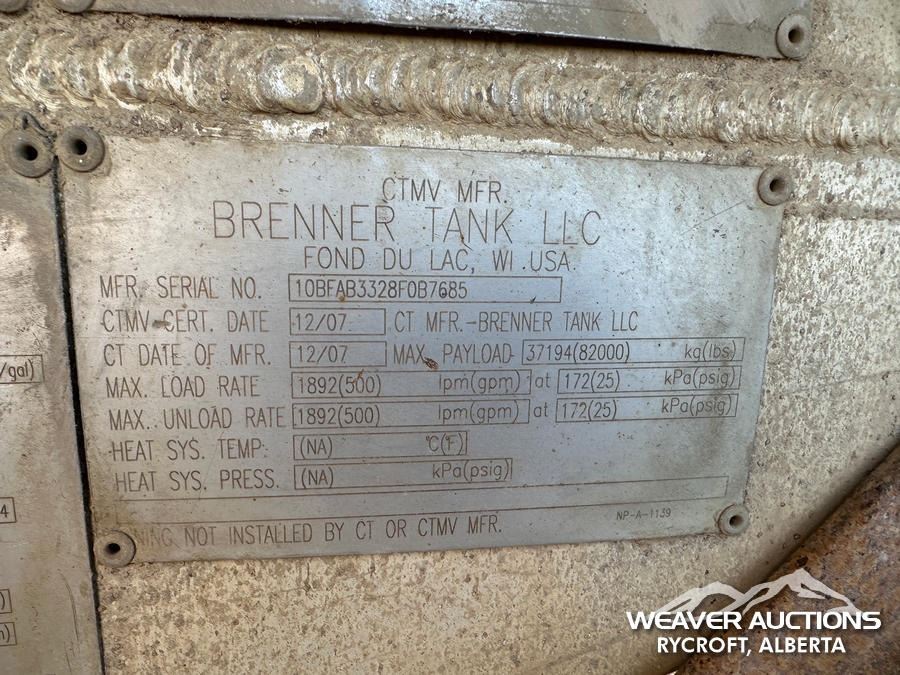 CTMV MFR.
BRENNER TANK LLC
FOND DU LAC, WI .USA.
MFR. SERIAL NO. 10BFAB3328F0B7685
CTMV CERT. DATE 12/07 CT MFR.-BRENNER TANK LLC
CT DATE OF MFR. 12/07 MAX. PAYLOAD 37194(82000) kg(lbs)
MAX. LOAD RATE 1892(500) lpm(gpm) at 172(25) kPa(psig)
MAX. UNLOAD RATE 1892(500) lpm(gpm) at 172(25) kPa(psig)
HEAT SYS. TEMP. (NA) °C(°F)
HEAT SYS. PRESS. (NA) kPa(psig)
NOT INSTALLED BY CT OR CTMV MFR.
NP-A-1139
/gal)
4
WEAVER AUCTIONS
RYCROFT, ALBERTA